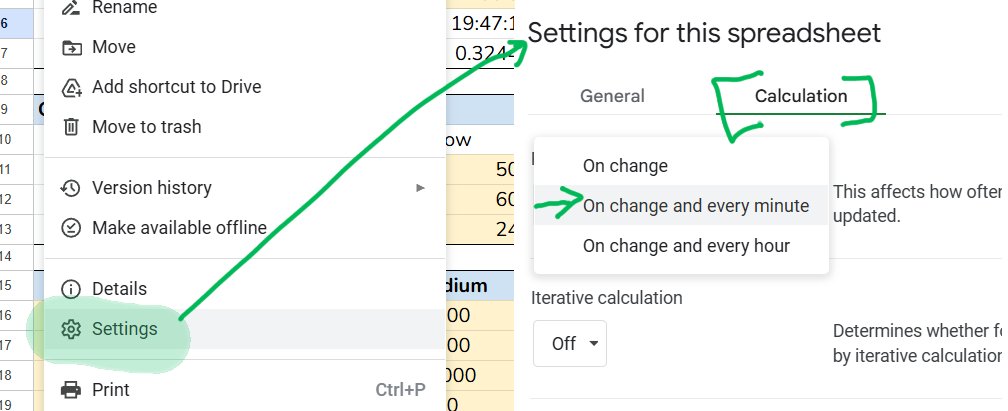 6
7
8
9
10
11
12
13
14
15
16
17
18
19
Rename
Move
Add shortcut to Drive
Move to trash
Version history
Make available offline
Details
Settings
Print Ctrl+P
19:47:1
0.324
ow
50
60
24
dium
00
00
000
0
Settings for this spreadsheet
General Calculation
On change
On change and every minute
On change and every hour
This affects how often
updated.
Iterative calculation
Off
Determines whether fo
by iterative calculation